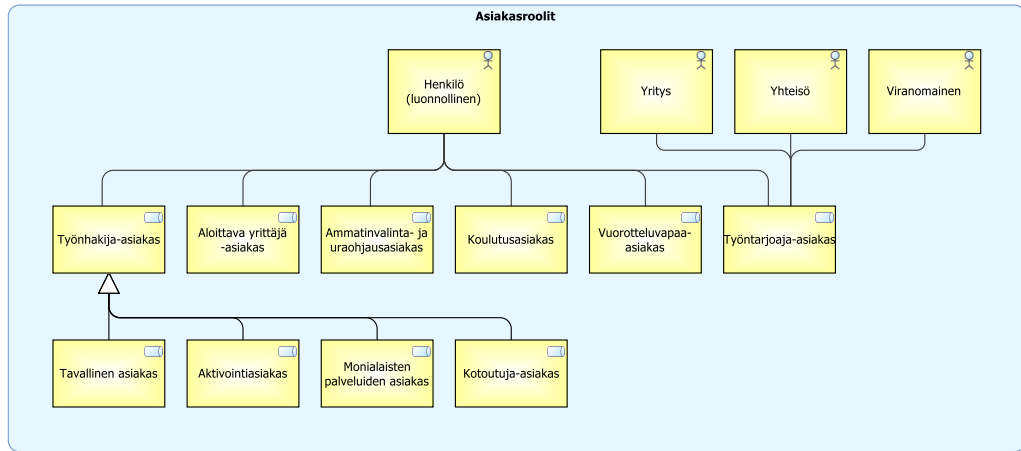 Asiakasroolit
Henkilö
(luonnollinen)
Yritys
Yhteisö
Viranomainen
Työnhakija-asiakas
Aloittava yrittäjä
-asiakas
Ammatinvalinta- ja
uraohjausasiakas
Koulutusasiakas
Vuorotteluvapaa-
asiakas
Työntarjoaja-asiakas
Tavallinen asiakas
Aktivointiasiakas
Monialaisten
palveluiden asiakas
Kotoutuja-asiakas